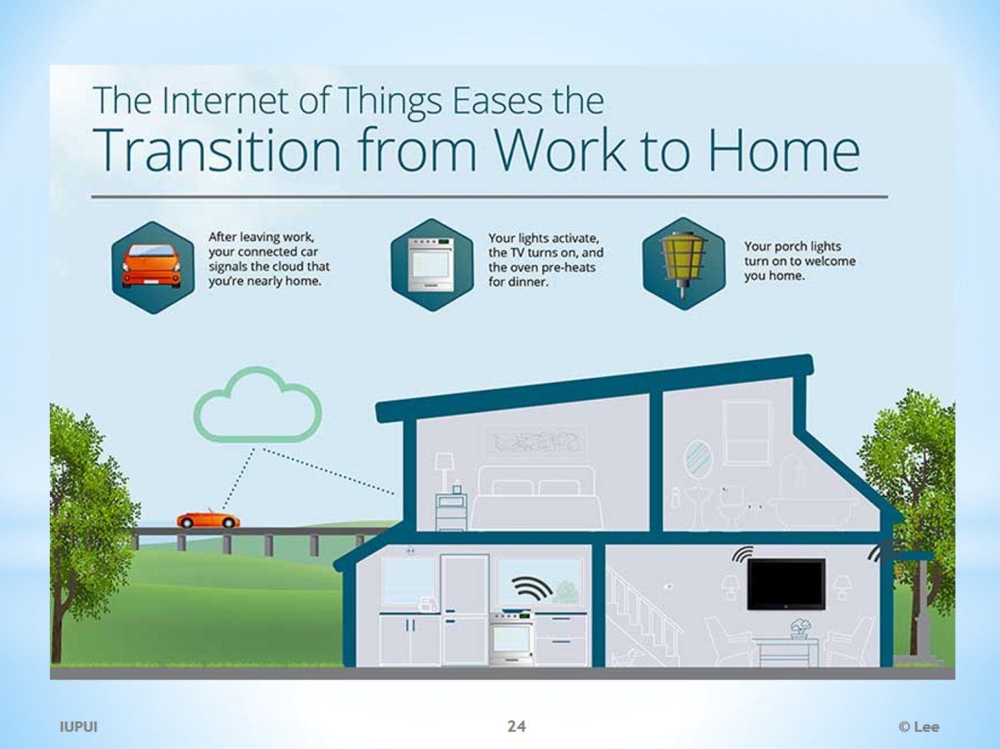 The Internet of Things Eases the
Transition from Work to Home
After leaving work,
your connected car
signals the cloud that
you're nearly home.
Your lights activate,
the TV turns on, and
the oven pre-heats
for dinner.
Your porch lights
turn on to welcome
you home.
IUPUI
24
© Lee